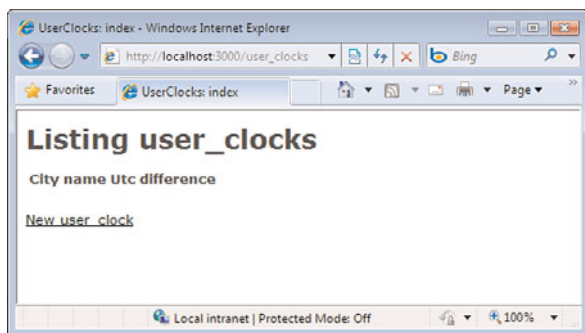 UserClocks: index - Windows Internet Explorer
http://localhost:3000/user_clocks
Bing
Favorites
UserClocks: index
Page
Listing user_clocks
City name Utc difference
New user_clock
Local intranet | Protected Mode: Off
100%